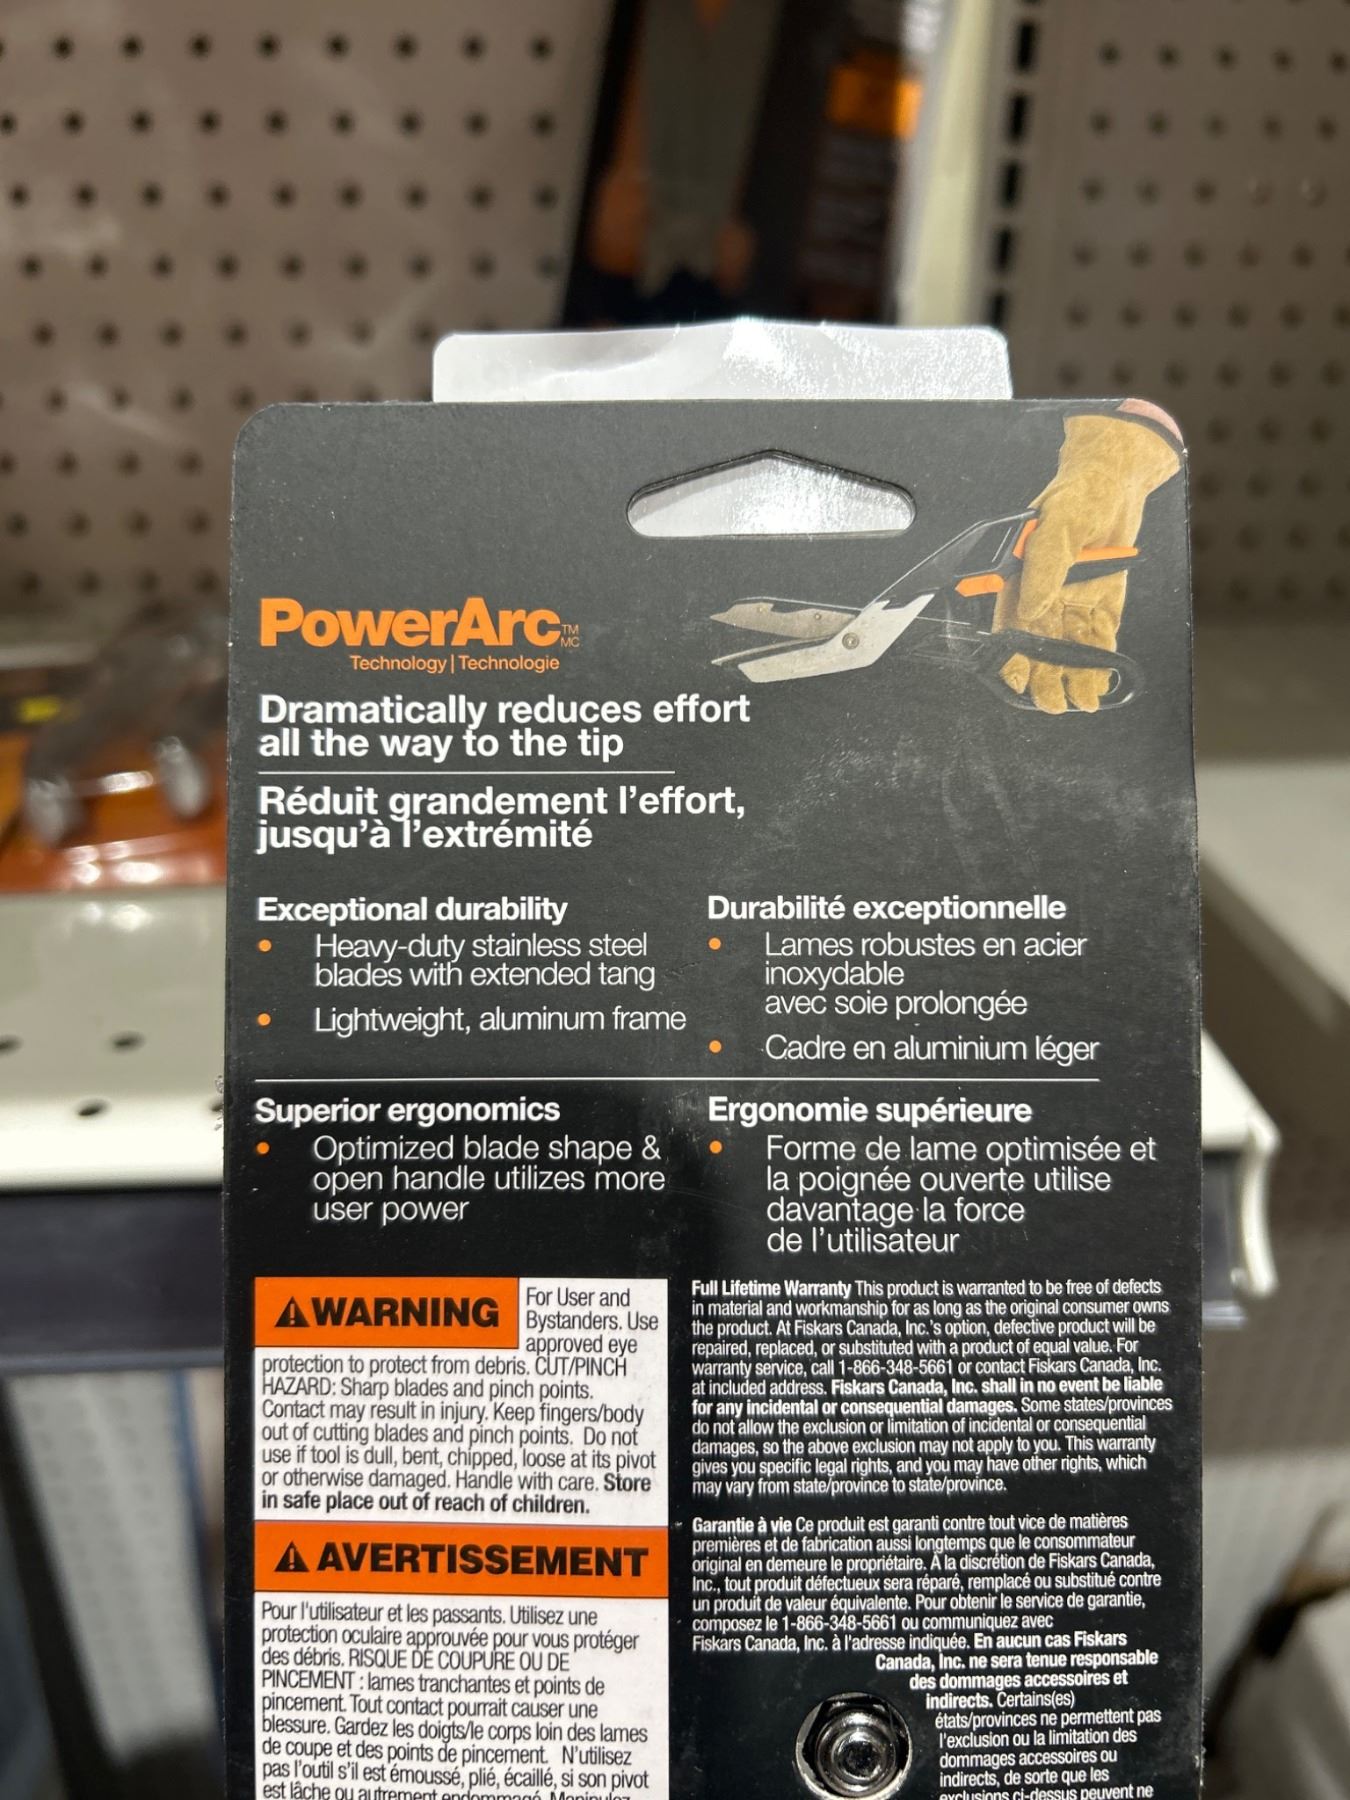 PowerArc TM MC
Technology | Technologie
Dramatically reduces effort
all the way to the tip
Réduit grandement l'effort,
jusqu'à l'extrémité
Exceptional durability
• Heavy-duty stainless steel
blades with extended tang
• Lightweight, aluminum frame
Durabilité exceptionnelle
• Lames robustes en acier
inoxydable
avec soie prolongée
• Cadre en aluminium léger
Superior ergonomics
• Optimized blade shape &
open handle utilizes more
user power
Ergonomie supérieure
• Forme de lame optimisée et
la poignée ouverte utilise
davantage la force
de l'utilisateur
⚠ WARNING
For User and
Bystanders. Use
approved eye
protection to protect from debris. CUT/PINCH
HAZARD: Sharp blades and pinch points.
Contact may result in injury. Keep fingers/body
out of cutting blades and pinch points. Do not
use if tool is dull, bent, chipped, loose at its pivot
or otherwise damaged. Handle with care. Store
in safe place out of reach of children.
⚠ AVERTISSEMENT
Pour l'utilisateur et les passants. Utilisez une
protection oculaire approuvée pour vous protéger
des débris. RISQUE DE COUPURE OU DE
PINCEMENT : lames tranchantes et points de
pincement. Tout contact pourrait causer une
blessure. Gardez les doigts/le corps loin des lames
de coupe et des points de pincement. N'utilisez
pas l'outil s'il est émoussé, plié, écaillé, si son pivot
est lâche ou autrement endommagé. Manipulez
Full Lifetime Warranty This product is warranted to be free of defects
in material and workmanship for as long as the original consumer owns
the product. At Fiskars Canada, Inc.'s option, defective product will be
repaired, replaced, or substituted with a product of equal value. For
warranty service, call 1-866-348-5661 or contact Fiskars Canada, Inc.
at included address. Fiskars Canada, Inc. shall in no event be liable
for any incidental or consequential damages. Some states/provinces
do not allow the exclusion or limitation of incidental or consequential
damages, so the above exclusion may not apply to you. This warranty
gives you specific legal rights, and you may have other rights, which
may vary from state/province to state/province.
Garantie à vie Ce produit est garanti contre tout vice de matières
premières et de fabrication aussi longtemps que le consommateur
original en demeure le propriétaire. À la discrétion de Fiskars Canada,
Inc., tout produit défectueux sera réparé, remplacé ou substitué contre
un produit de valeur équivalente. Pour obtenir le service de garantie,
composez le 1-866-348-5661 ou communiquez avec
Fiskars Canada, Inc. à l'adresse indiquée. En aucun cas Fiskars
Canada, Inc. ne sera tenue responsable
des dommages accessoires et
indirects. Certains(es)
états/provinces ne permettent pas
l'exclusion ou la limitation des
dommages accessoires ou
indirects, de sorte que les
exclusions ci-dessus peuvent ne